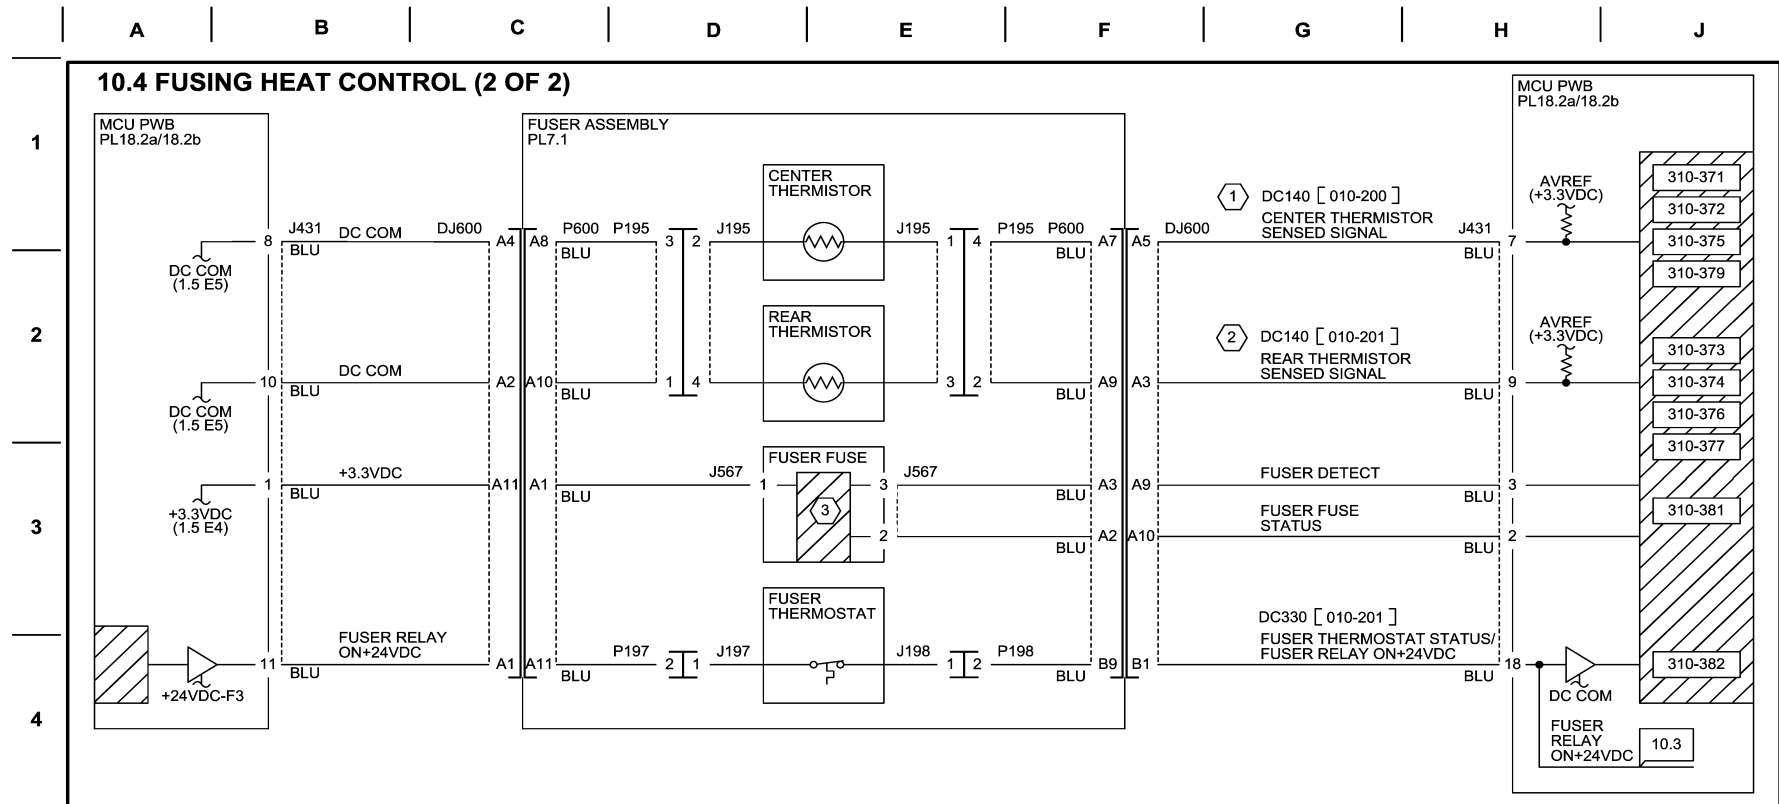 A B C D E F G H J
10.4 FUSING HEAT CONTROL (2 OF 2)
1
2
3
4
MCU PWB
PL18.2a/18.2b
FUSER ASSEMBLY
PL7.1
MCU PWB
PL18.2a/18.2b
CENTER
THERMISTOR
1 DC140 [ 010-200 ]
CENTER THERMISTOR
SENSED SIGNAL
AVREF
(+3.3VDC)
310-371
310-372
310-375
310-379
8 J431 DC COM DJ600 A4 A8 P600 P195 3 2 J195 J195 1 4 P195 P600 A7 A5 DJ600 J431 7
BLU BLU BLU BLU
DC COM
(1.5 E5)
REAR
THERMISTOR
2 DC140 [ 010-201 ]
REAR THERMISTOR
SENSED SIGNAL
AVREF
(+3.3VDC)
310-373
310-374
310-376
310-377
10 DC COM A2 A10 1 4 3 2 A9 A3 9
BLU BLU BLU BLU
DC COM
(1.5 E5)
FUSER FUSE
1 +3.3VDC A11 A1 J567 1 3 3 J567 A3 A9 FUSER DETECT 3
BLU BLU BLU BLU
+3.3VDC
(1.5 E4)
FUSER FUSE
STATUS
310-381
2 A2 A10 2
BLU BLU
FUSER
THERMOSTAT
DC330 [ 010-201 ]
FUSER THERMOSTAT STATUS/
FUSER RELAY ON+24VDC
FUSER RELAY
ON+24VDC
11 A1 A11 P197 2 1 J197 J198 1 2 P198 B9 B1 18
BLU BLU BLU BLU
+24VDC-F3
DC COM
310-382
FUSER
RELAY
ON+24VDC
10.3